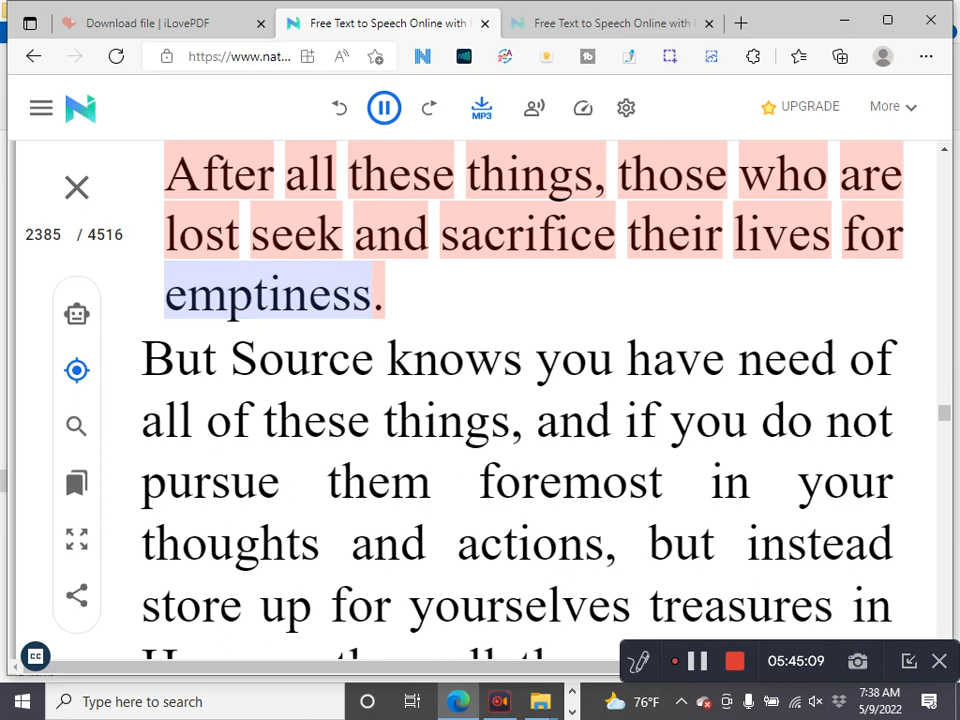 Download file | iLovePDF
Free Text to Speech Online with
Free Text to Speech Online with
https://www.nat...
UPGRADE
More
MP3
After all these things, those who are
2385 / 4516
lost seek and sacrifice their lives for
emptiness.
But Source knows you have need of
all of these things, and if you do not
pursue them foremost in your
thoughts and actions, but instead
store up for yourselves treasures in
CC
05:45:09
Type here to search
76°F
7:38 AM
5/9/2022